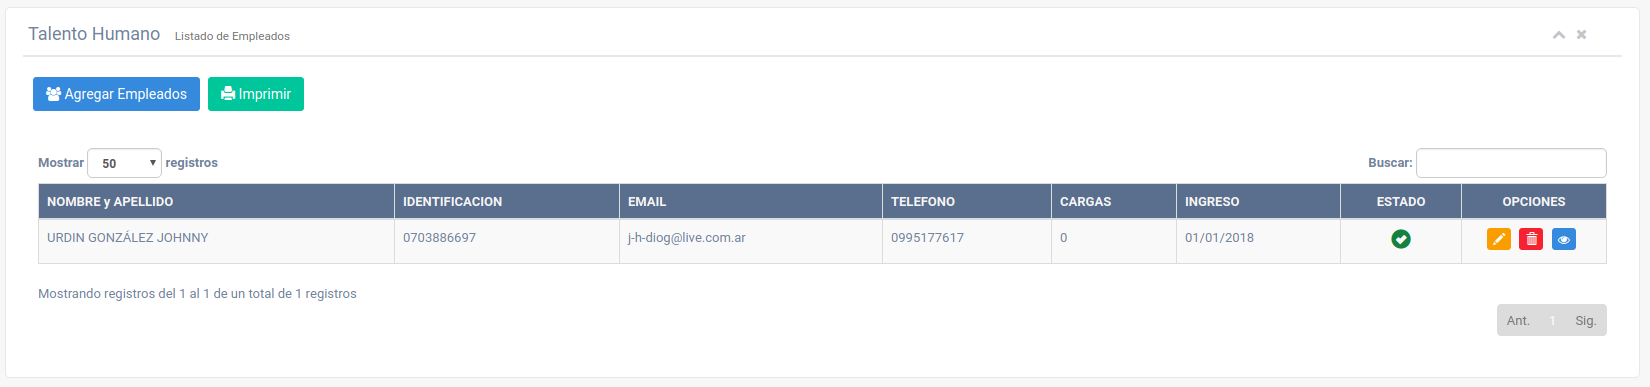 Talento Humano Listado de Empleados
Agregar Empleados Imprimir
Mostrar 50 registros Buscar:
NOMBRE y APELLIDO IDENTIFICACION EMAIL TELEFONO CARGAS INGRESO ESTADO OPCIONES
URDIN GONZÁLEZ JOHNNY 0703886697 j-h-diog@live.com.ar 0995177617 0 01/01/2018
Mostrando registros del 1 al 1 de un total de 1 registros
Ant. 1 Sig.